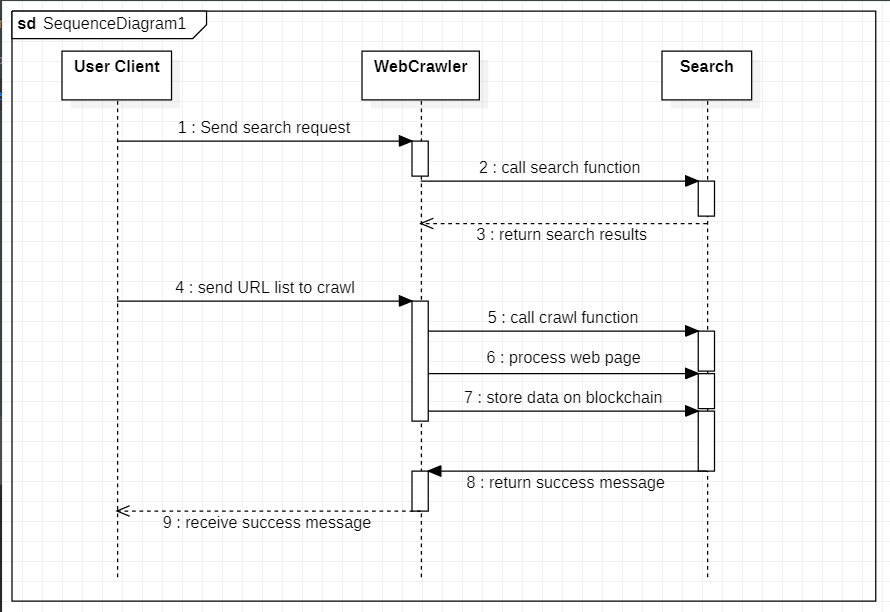 sd SequenceDiagram1
User Client
WebCrawler
Search
1 : Send search request
2 : call search function
3 : return search results
4 : send URL list to crawl
5 : call crawl function
6 : process web page
7 : store data on blockchain
8 : return success message
9 : receive success message